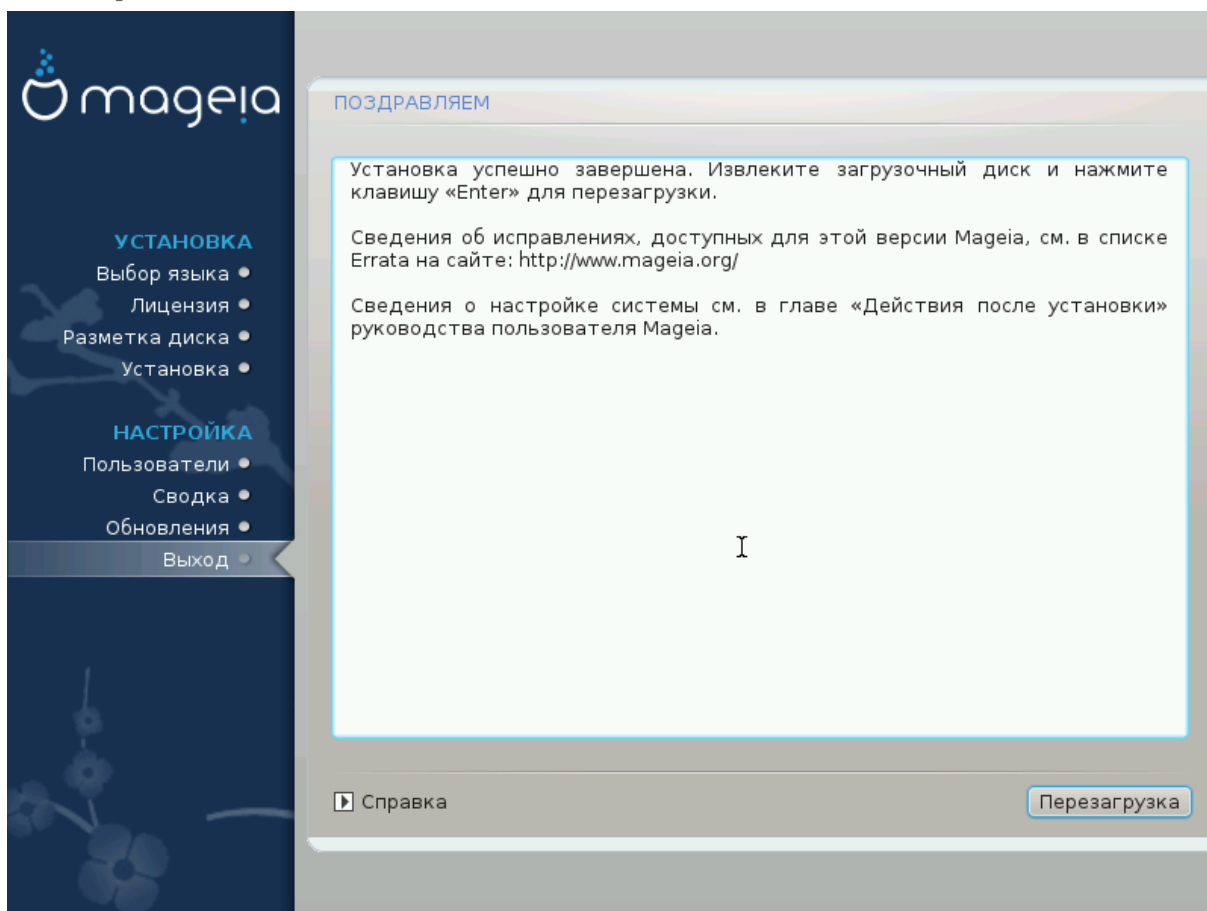 mageia
УСТАНОВКА
Выбор языка
Лицензия
Разметка диска
Установка
НАСТРОЙКА
Пользователи
Сводка
Обновления
Выход
ПОЗДРАВЛЯЕМ
Установка успешно завершена. Извлеките загрузочный диск и нажмите
клавишу «Enter» для перезагрузки.
Сведения об исправлениях, доступных для этой версии Mageia, см. в списке
Errata на сайте: http://www.mageia.org/
Сведения о настройке системы см. в главе «Действия после установки»
руководства пользователя Mageia.
Справка
Перезагрузка